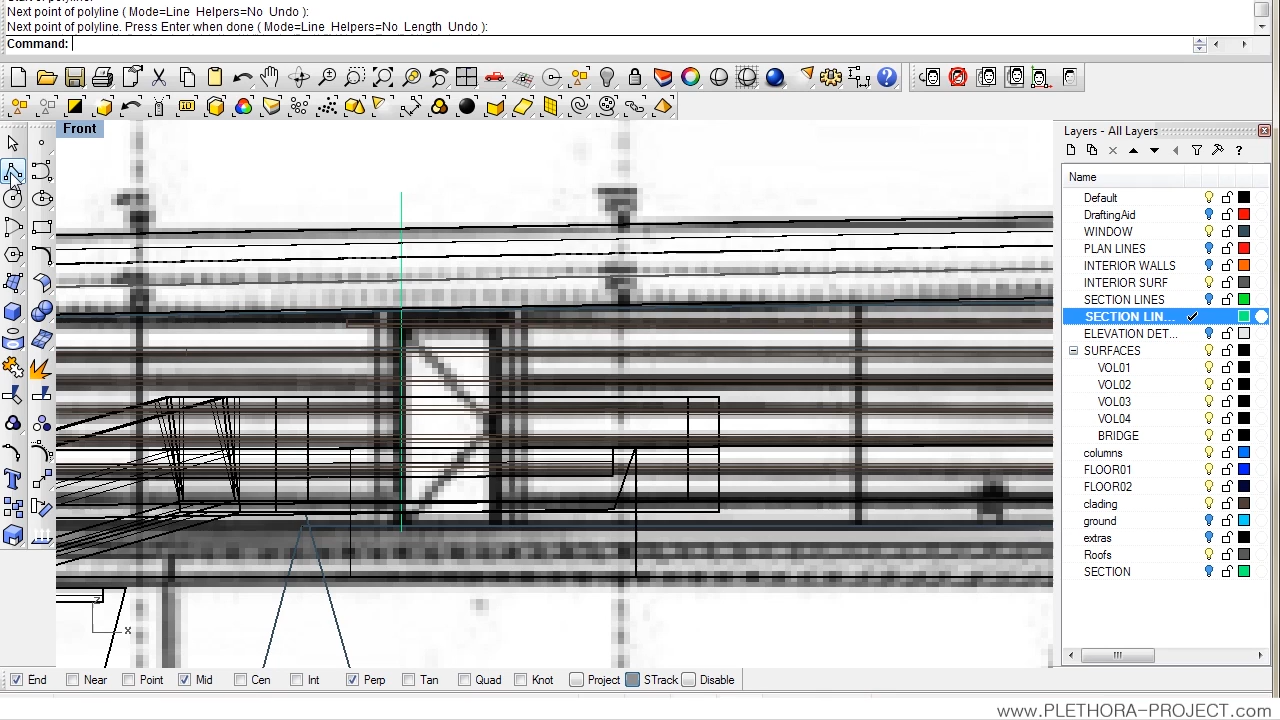 Next point of polyline ( Mode=Line Helpers=No Undo ):
Next point of polyline. Press Enter when done ( Mode=Line Helpers=No Length Undo ):
Command:
Front
Layers - All Layers
Name
Default
DraftingAid
WINDOW
PLAN LINES
INTERIOR WALLS
INTERIOR SURF
SECTION LINES
SECTION LIN...
ELEVATION DET...
SURFACES
VOL01
VOL02
VOL03
VOL04
BRIDGE
columns
FLOOR01
FLOOR02
clading
ground
extras
Roofs
SECTION
z
x
End Near Point Mid Cen Int Perp Tan Quad Knot Project STrack Disable
www.PLETHORA-PROJECT.com